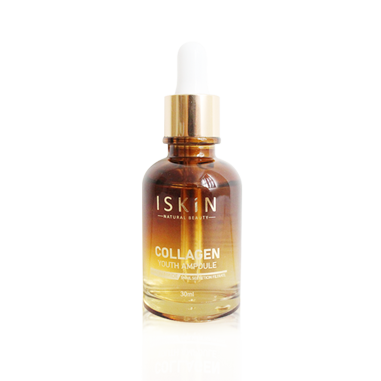 ISKIN
NATURAL BEAUTY
COLLAGEN
YOUTH AMPOULE
30ml